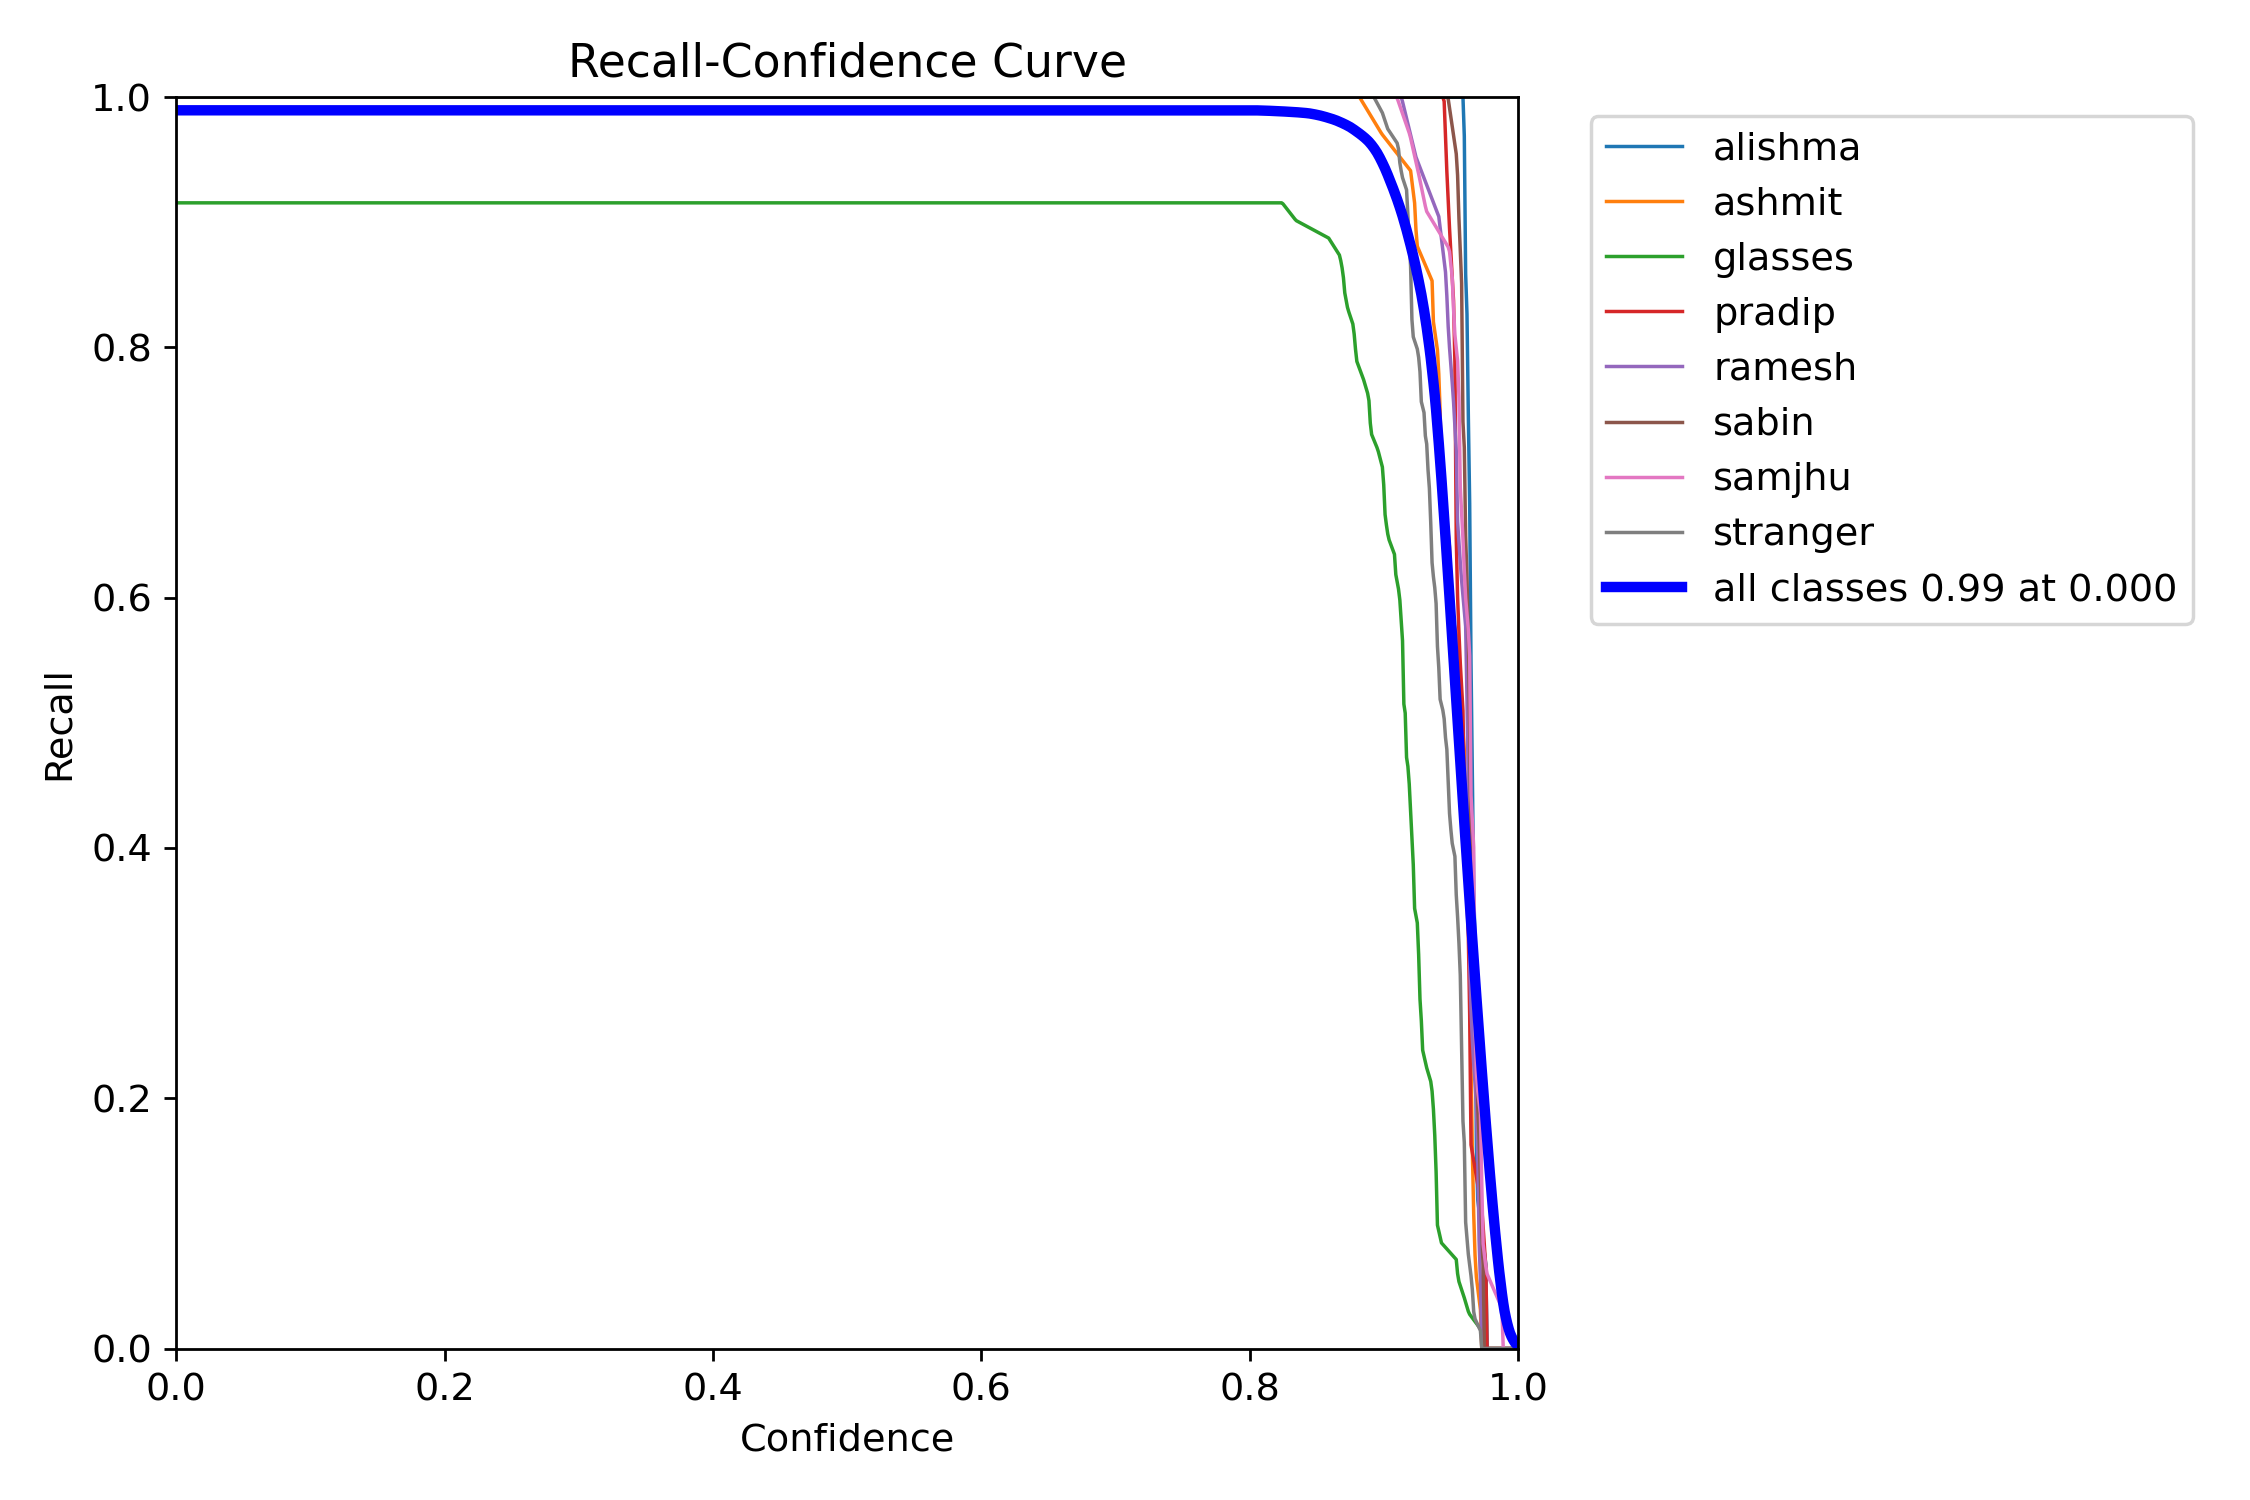 Recall-Confidence Curve
1.0
0.8
0.6
0.4
0.2
0.0
Recall
0.0 0.2 0.4 0.6 0.8 1.0
Confidence
alishma
ashmit
glasses
pradip
ramesh
sabin
samjhu
stranger
all classes 0.99 at 0.000